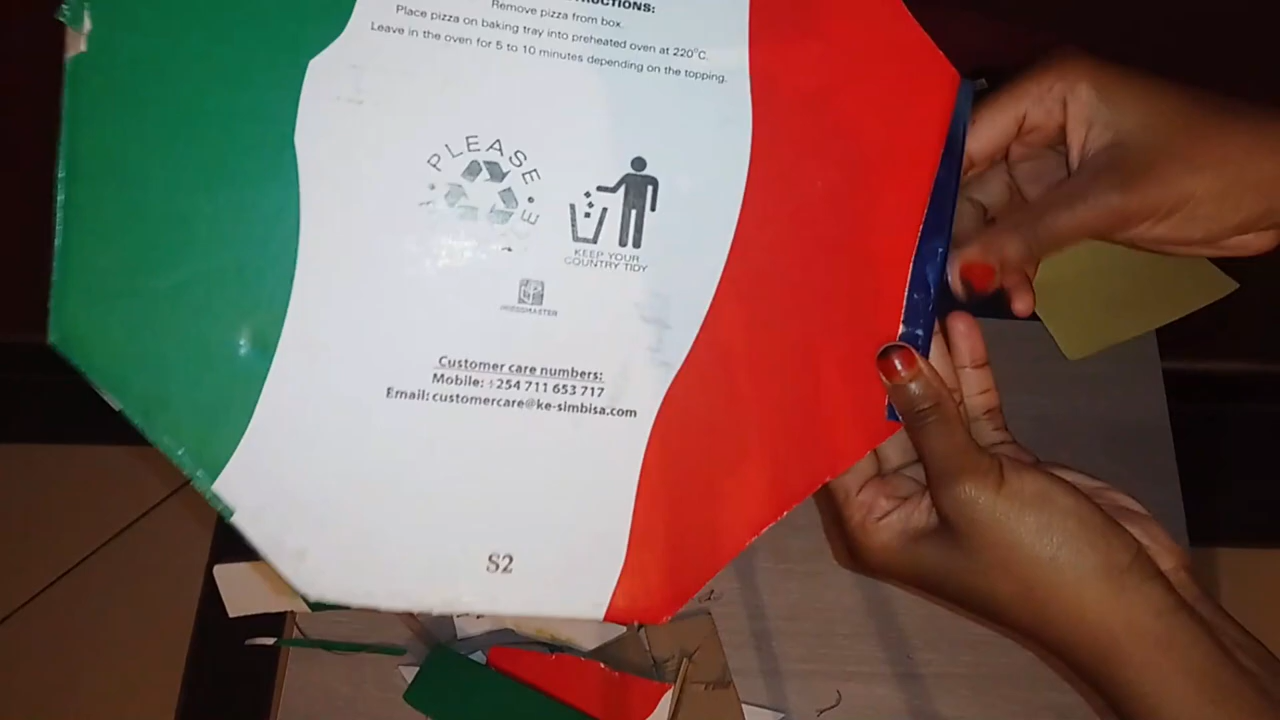 Remove pizza from box.
Place pizza on baking tray into preheated oven at 220°C.
Leave in the oven for 5 to 10 minutes depending on the topping.
PLEASE
KEEP YOUR
COUNTRY TIDY
PRESSMASTER
Customer care numbers:
Mobile: +254 711 653 717
Email: customercare@ke-simbisa.com
S2